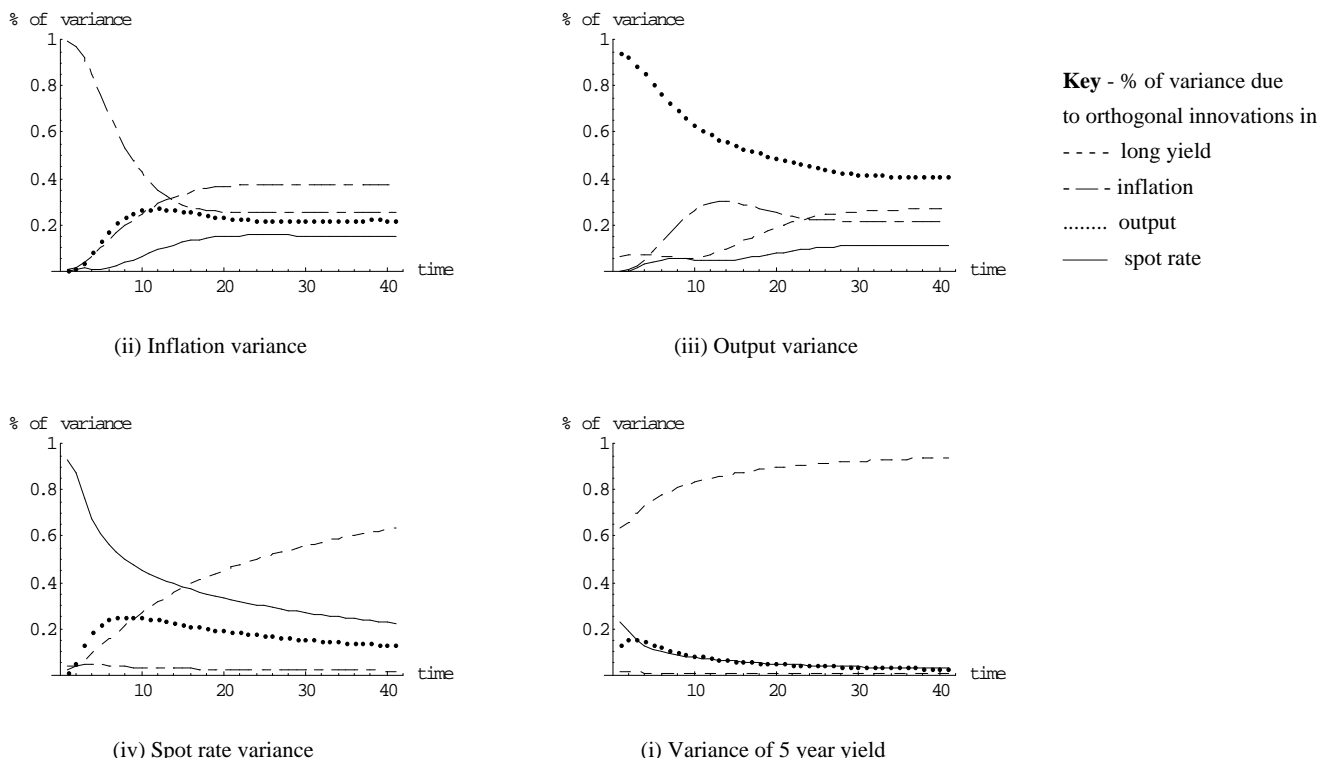 % of variance
1
0.8
0.6
0.4
0.2
10 20 30 40
time
(ii) Inflation variance
% of variance
1
0.8
0.6
0.4
0.2
10 20 30 40
time
(iii) Output variance
Key - % of variance due
to orthogonal innovations in
----- long yield
inflation
........ output
spot rate
% of variance
1
0.8
0.6
0.4
0.2
10 20 30 40
time
(iv) Spot rate variance
% of variance
1
0.8
0.6
0.4
0.2
10 20 30 40
time
(i) Variance of 5 year yield